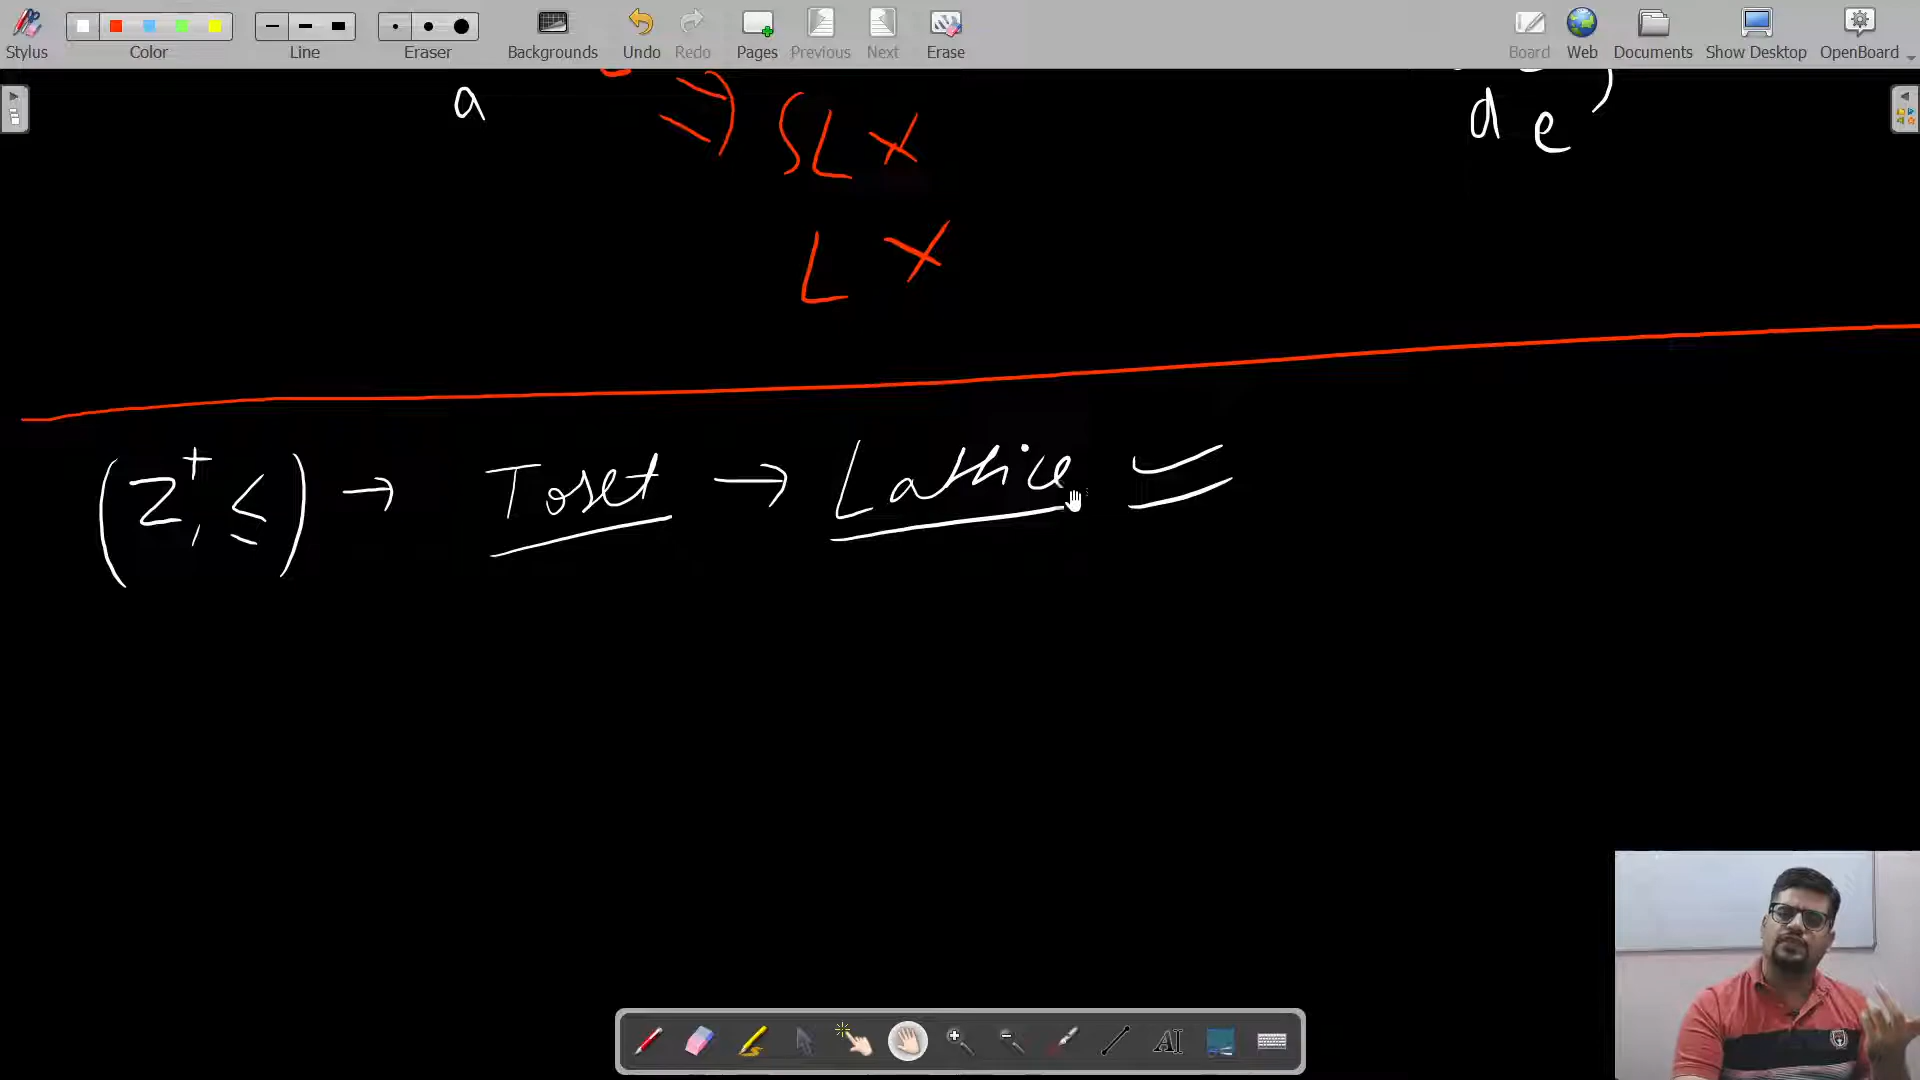 Stylus Color Line Eraser Backgrounds Undo Redo Pages Previous Next Erase Board Web Documents Show Desktop OpenBoard
a
⇒ SL ×
d e
L ×
(Z⁺, ≤) → Toset → Lattice